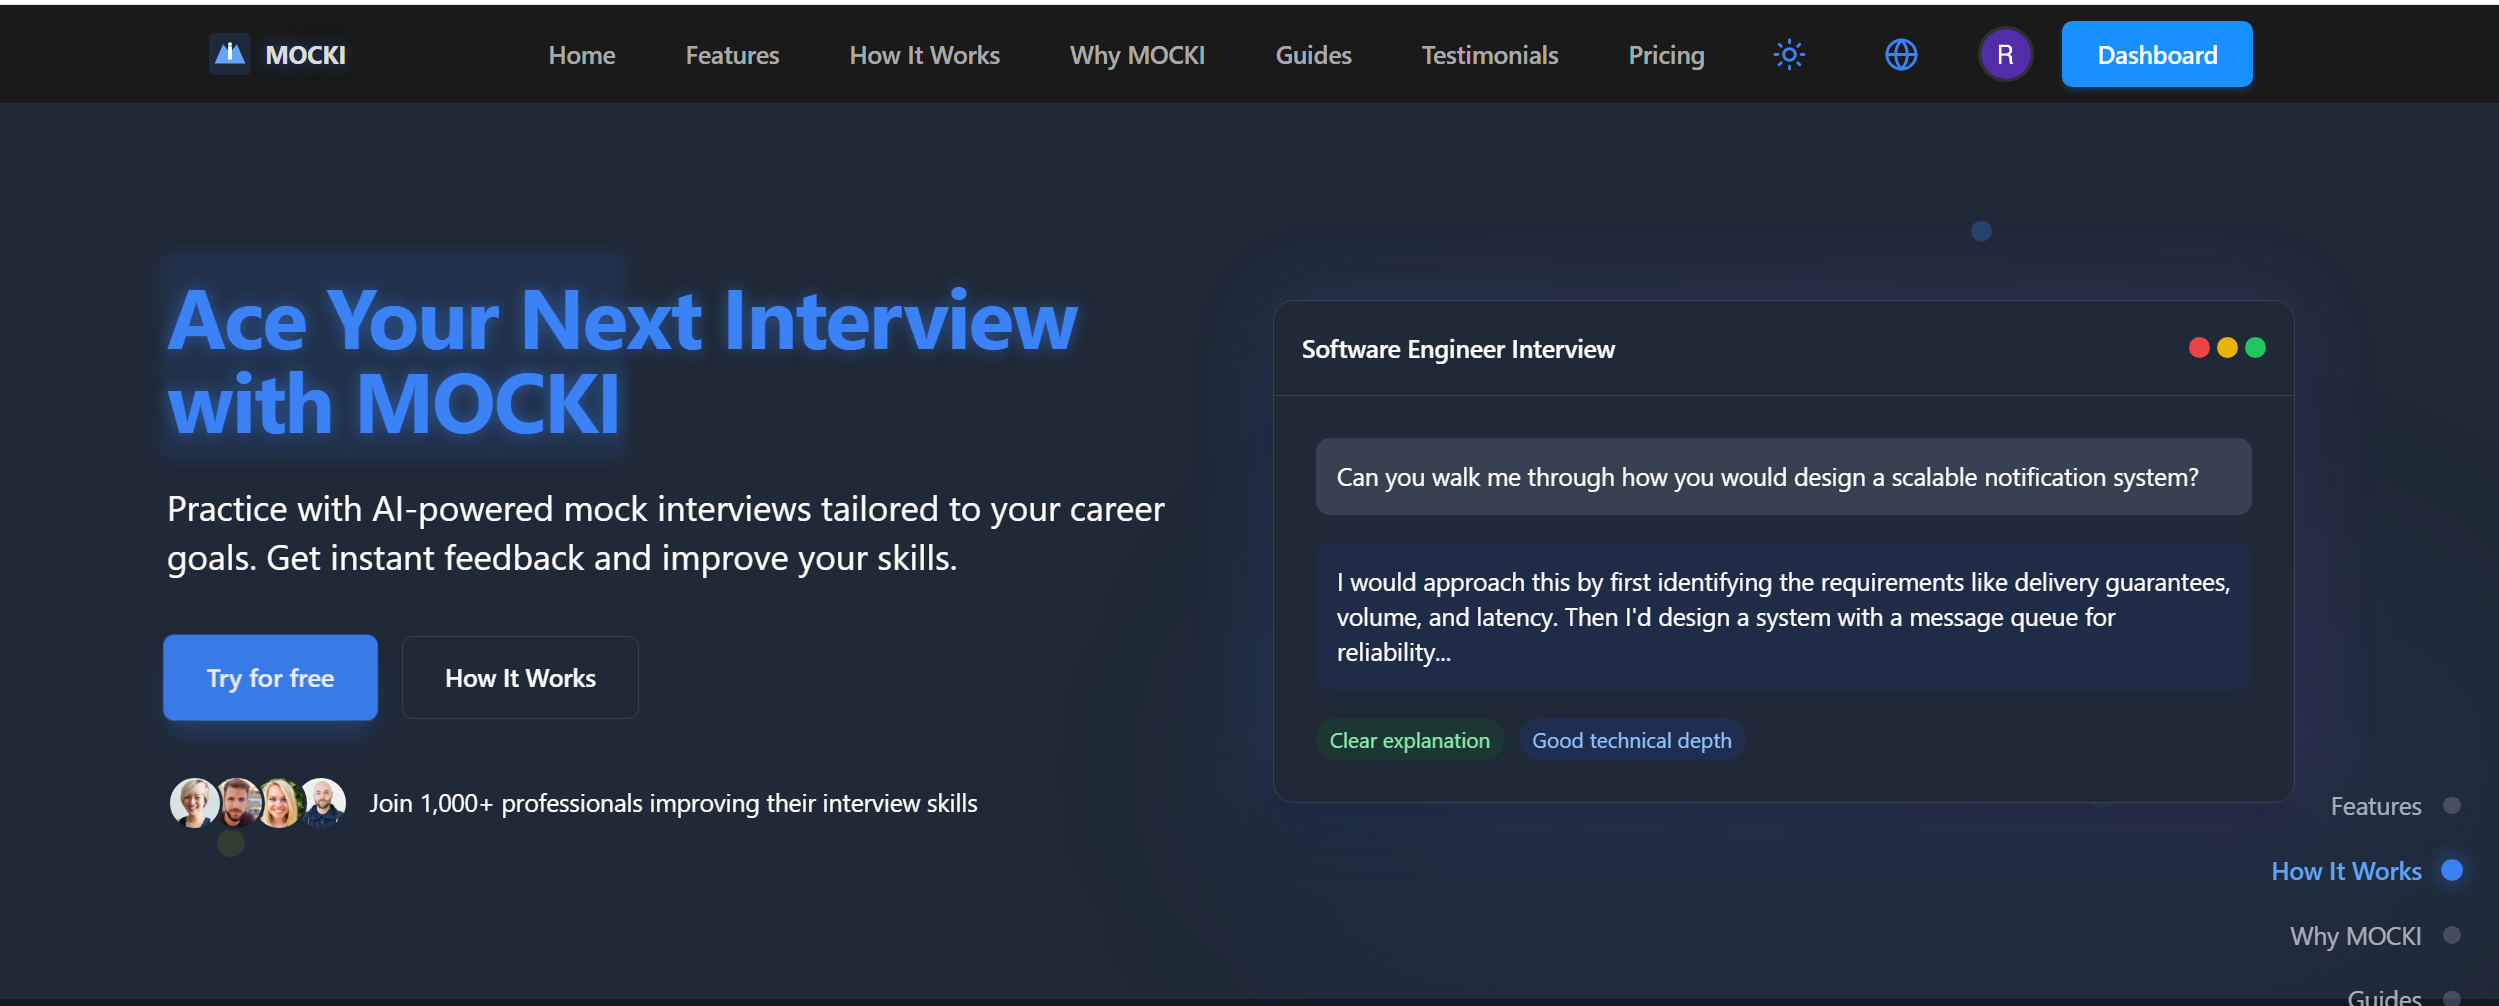 MOCKI
Home
Features
How It Works
Why MOCKI
Guides
Testimonials
Pricing
R
Dashboard
Ace Your Next Interview
with MOCKI
Practice with AI-powered mock interviews tailored to your career
goals. Get instant feedback and improve your skills.
Try for free
How It Works
Join 1,000+ professionals improving their interview skills
Software Engineer Interview
Can you walk me through how you would design a scalable notification system?
I would approach this by first identifying the requirements like delivery guarantees,
volume, and latency. Then I'd design a system with a message queue for
reliability...
Clear explanation
Good technical depth
Features
How It Works
Why MOCKI
Guides